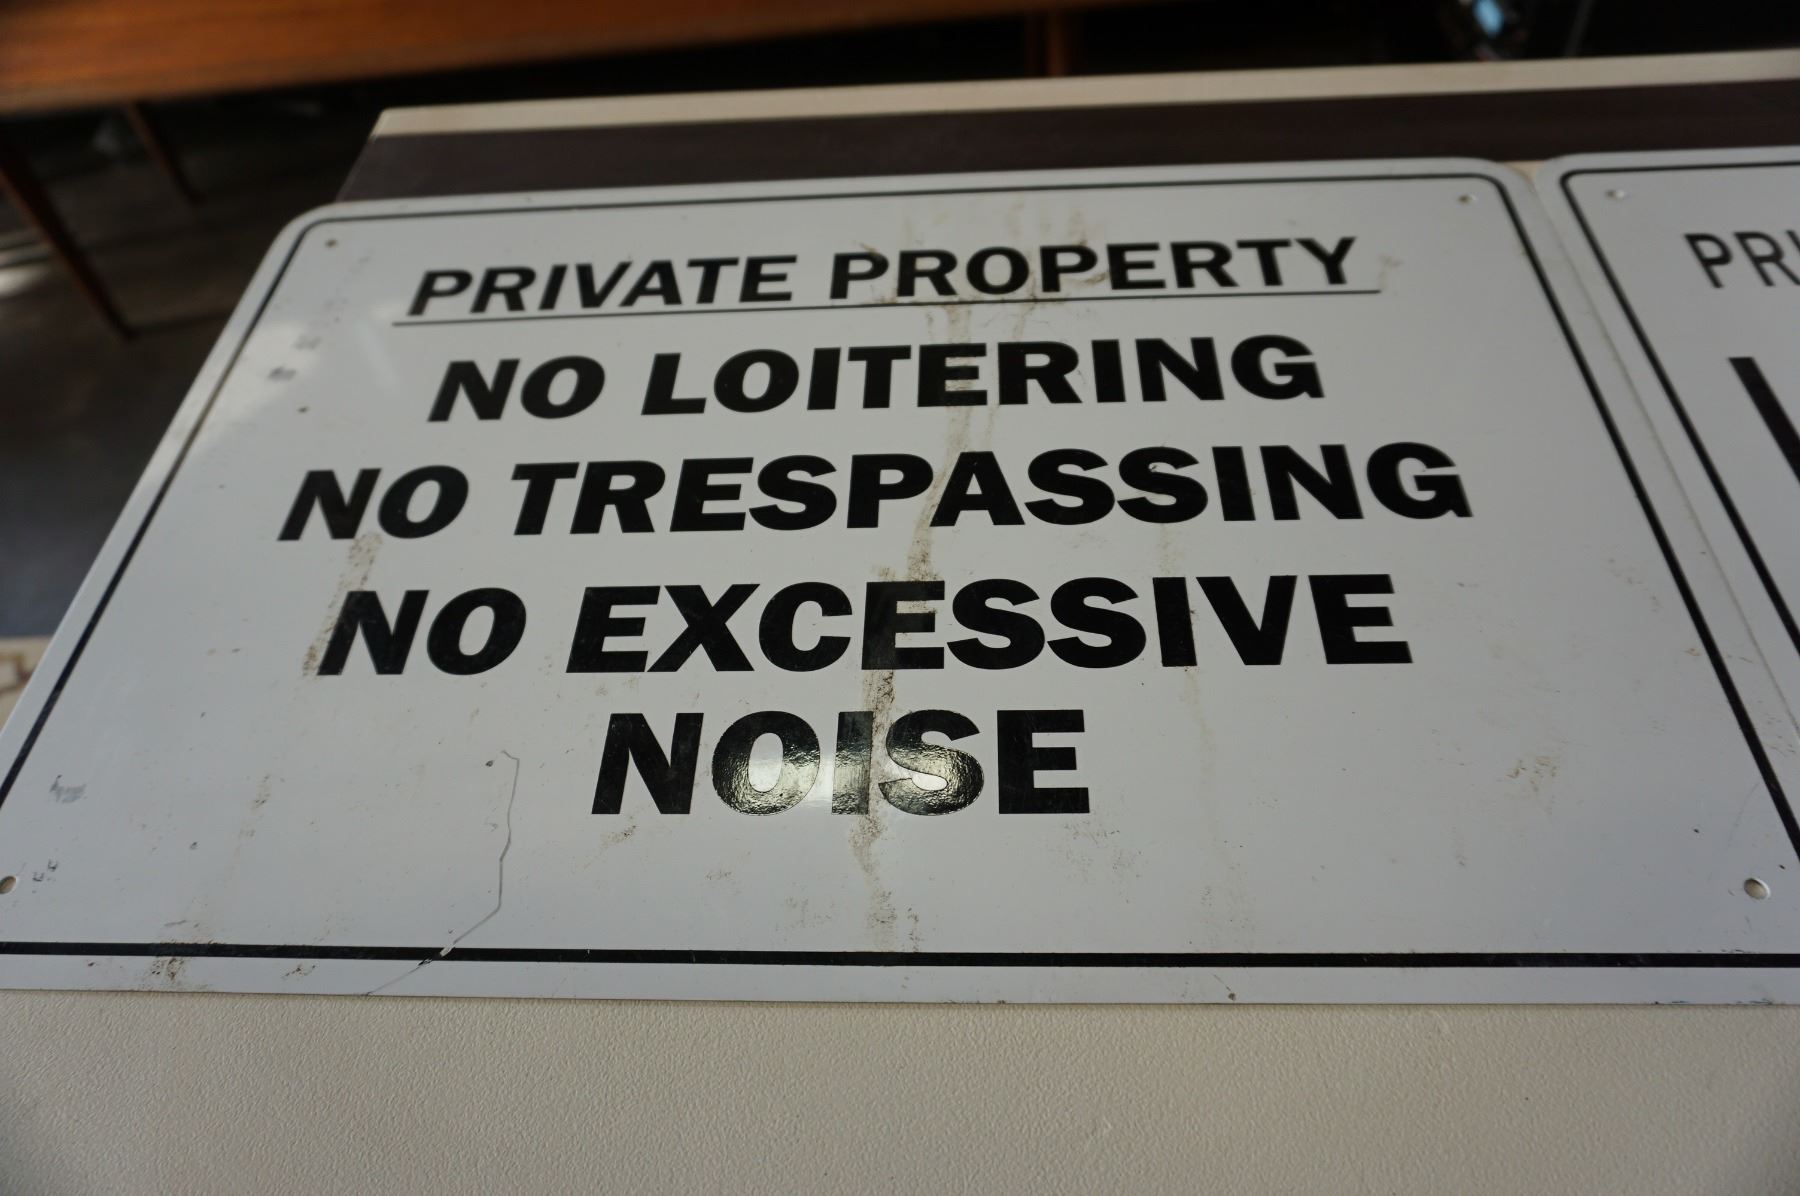 PRIVATE PROPERTY
NO LOITERING
NO TRESPASSING
NO EXCESSIVE
NOISE